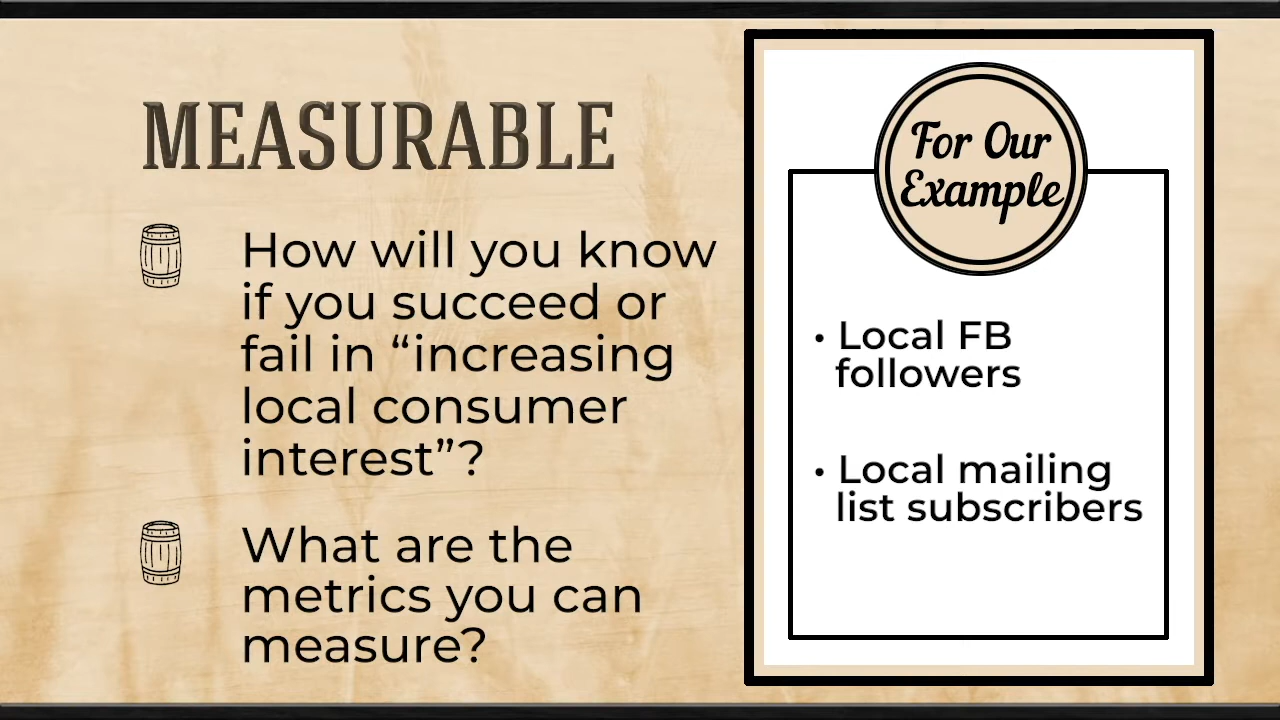 MEASURABLE
How will you know
if you succeed or
fail in “increasing
local consumer
interest”?
What are the
metrics you can
measure?
For Our
Example
• Local FB
followers
• Local mailing
list subscribers